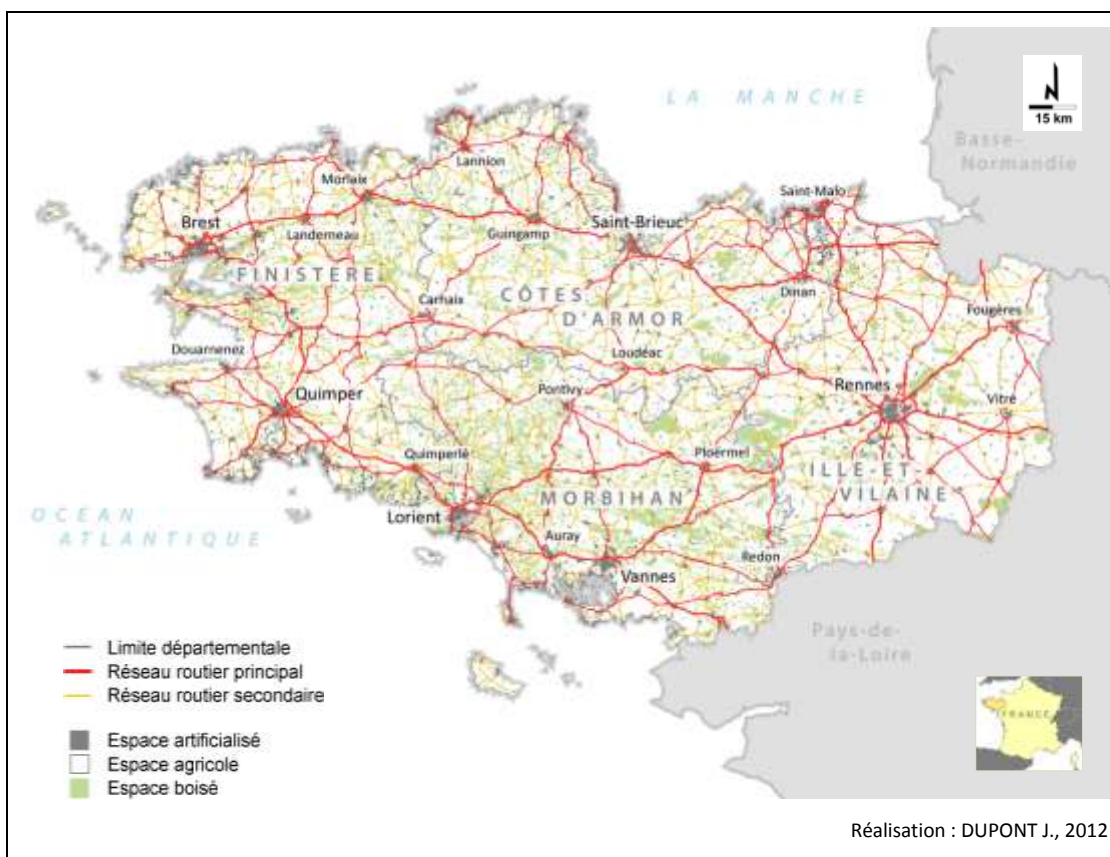 LA MANCHE
N
15 km
Basse-
Normandie
Lannion
Morlaix
Saint-Malo
Brest
Landerneau
Guingamp
Saint-Brieuc
FINISTERE
Carhaix
CÔTES
D'ARMOR
Dinan
Fougères
Douarnenez
Loudéac
Rennes
Quimper
Pontivy
Vitré
Quimperlé
Ploërmel
ILLE-ET-
VILAINE
MORBIHAN
Lorient
OCEAN
ATLANTIQUE
Auray
Redon
Vannes
Pays-de-
la-Loire
Limite départementale
Réseau routier principal
Réseau routier secondaire
FRANCE
Espace artificialisé
Espace agricole
Espace boisé
Réalisation : DUPONT J., 2012